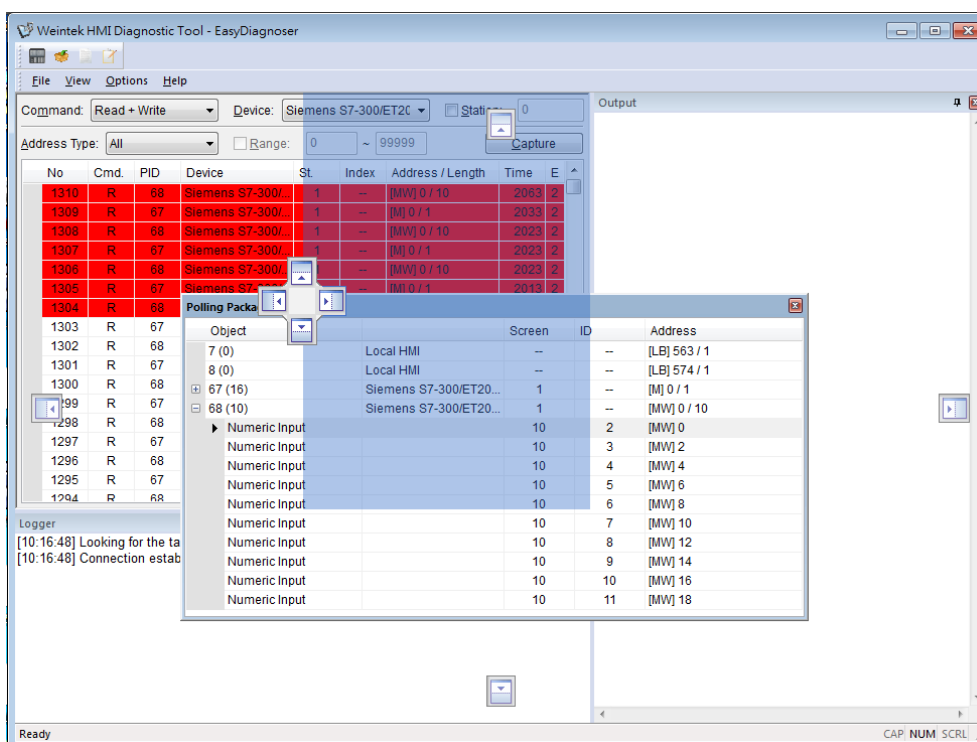 Weintek HMI Diagnostic Tool - EasyDiagnoser
File View Options Help
Command: Read + Write Device: Siemens S7-300/ET20 Station: 0
Address Type: All Range: 0 ~ 99999 Capture
No Cmd. PID Device St. Index Address / Length Time E
1310 R 68 Siemens S7-300/... 1 -- [MW] 0 / 10 2063 2
1309 R 67 Siemens S7-300/... 1 -- [M] 0 / 1 2033 2
1308 R 68 Siemens S7-300/... 1 -- [MW] 0 / 10 2023 2
1307 R 67 Siemens S7-300/... 1 -- [M] 0 / 1 2023 2
1306 R 68 Siemens S7-300/... -- [MW] 0 / 10 2023 2
1305 R 67 Siemens S7-300/... -- [M] 0 / 1 2013 2
1304 R 68
1303 R 67
1302 R 68
1301 R 67
1300 R 68
1299 R 67
1298 R 68
1297 R 67
1296 R 68
1295 R 67
1294 R 68
Polling Packa
Object Screen ID Address
7 (0) Local HMI -- -- [LB] 563 / 1
8 (0) Local HMI -- -- [LB] 574 / 1
67 (16) Siemens S7-300/ET20... 1 -- [M] 0 / 1
68 (10) Siemens S7-300/ET20... 1 -- [MW] 0 / 10
Numeric Input 10 2 [MW] 0
Numeric Input 10 3 [MW] 2
Numeric Input 10 4 [MW] 4
Numeric Input 10 5 [MW] 6
Numeric Input 10 6 [MW] 8
Numeric Input 10 7 [MW] 10
Numeric Input 10 8 [MW] 12
Numeric Input 10 9 [MW] 14
Numeric Input 10 10 [MW] 16
Numeric Input 10 11 [MW] 18
Output
Logger
[10:16:48] Looking for the ta
[10:16:48] Connection estab
Ready CAP NUM SCRL